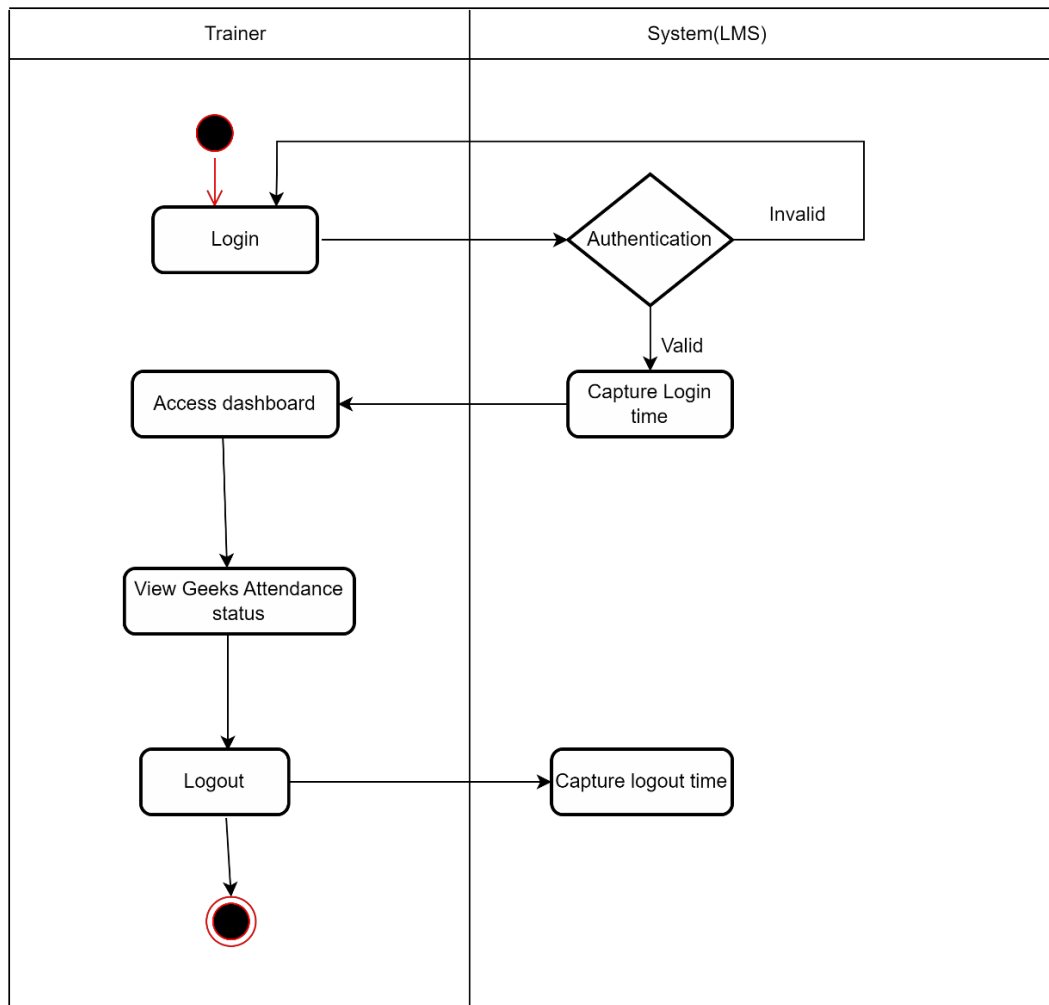 Trainer
System(LMS)
Invalid
Login
Authentication
Valid
Access dashboard
Capture Login
time
View Geeks Attendance
status
Logout
Capture logout time